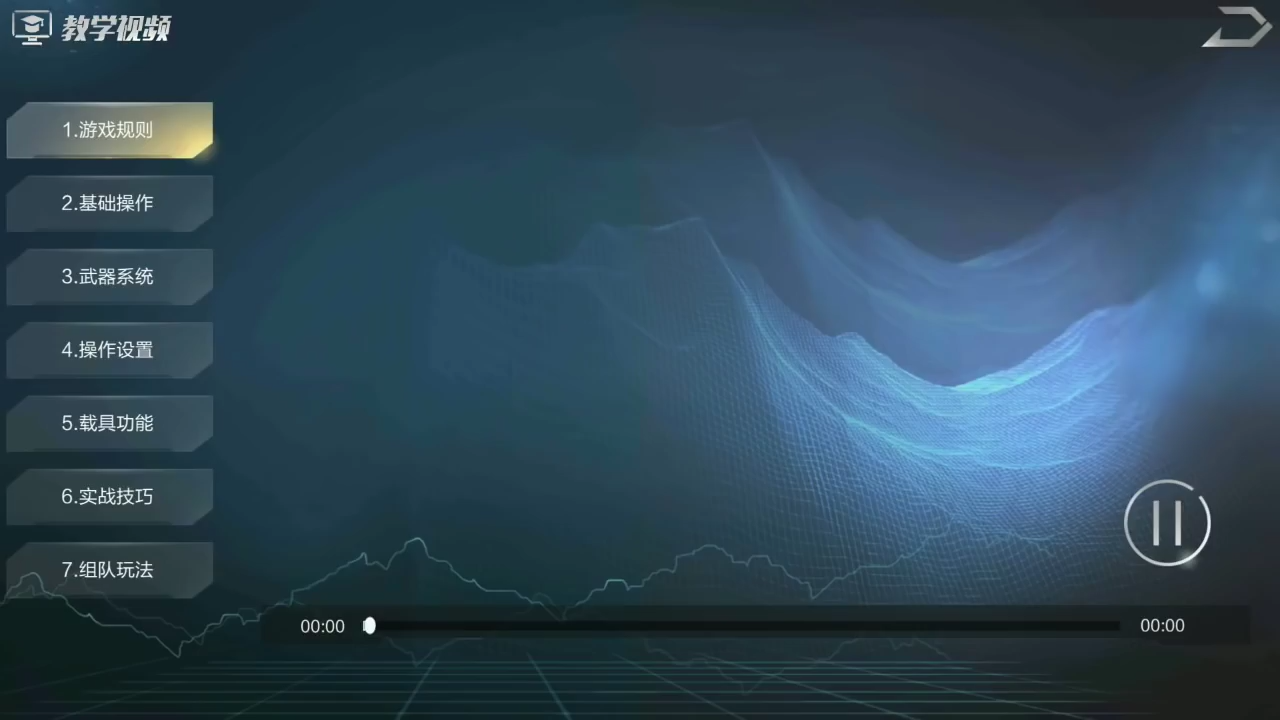 教学视频
1.游戏规则
2.基础操作
3.武器系统
4.操作设置
5.载具功能
6.实战技巧
7.组队玩法
00:00
00:00